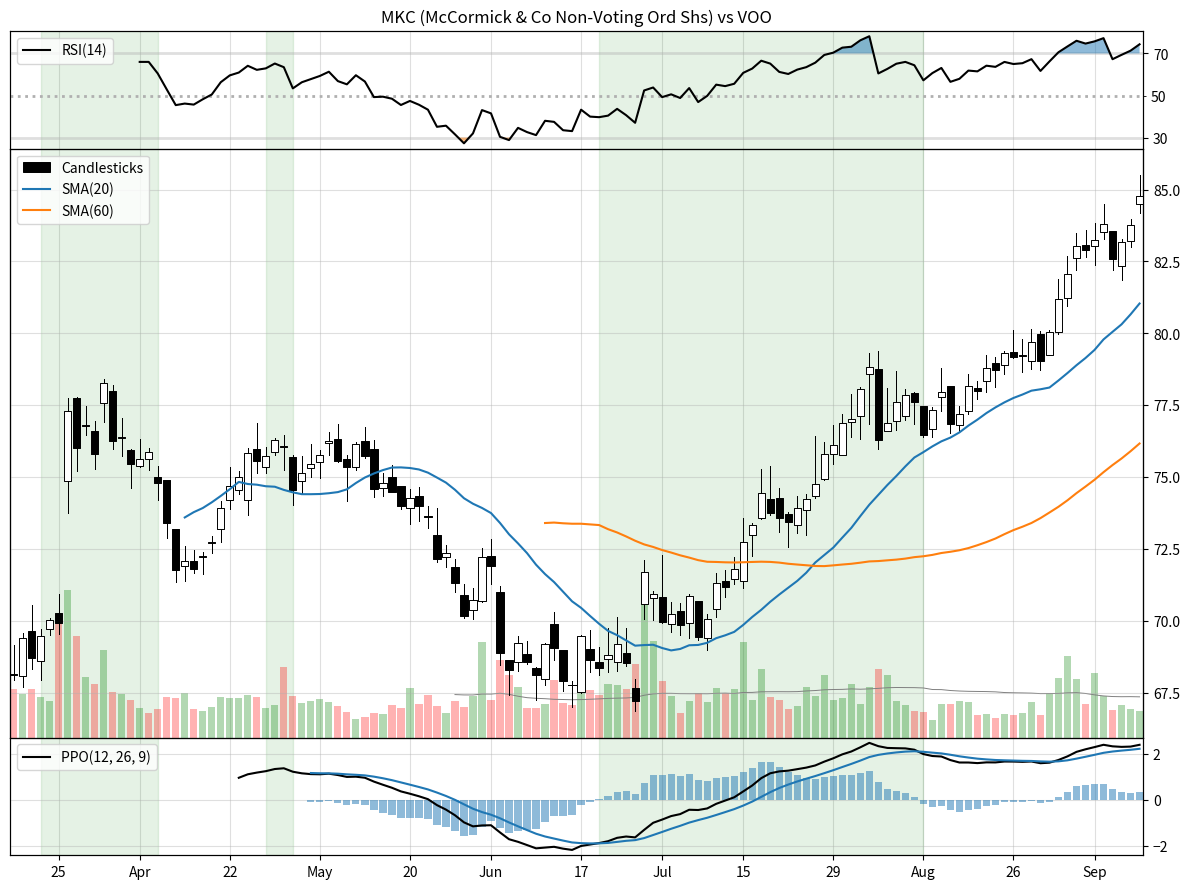 MKC (McCormick & Co Non-Voting Ord Shs) vs VOO
RSI(14)
70
50
30
Candlesticks
SMA(20)
SMA(60)
85.0
82.5
80.0
77.5
75.0
72.5
70.0
67.5
PPO(12, 26, 9)
2
0
−2
25 Apr 22 May 20 Jun 17 Jul 15 29 Aug 26 Sep